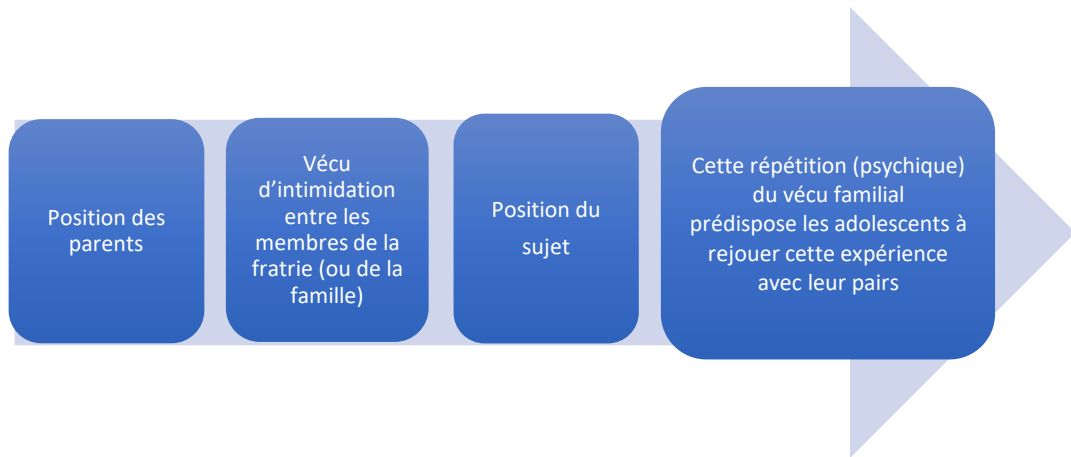 Position des
parents
Vécu
d’intimidation
entre les
membres de la
fratrie (ou de la
famille)
Position du
sujet
Cette répétition (psychique)
du vécu familial
prédispose les adolescents à
rejouer cette expérience
avec leur pairs